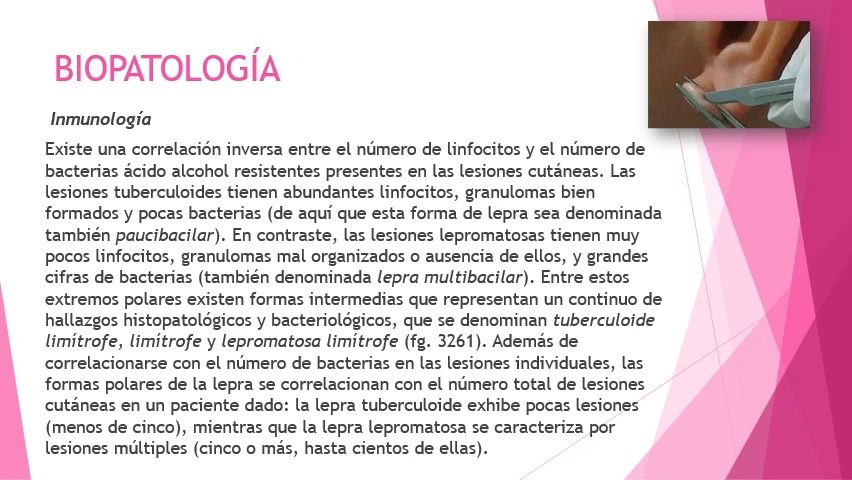 BIOPATOLOGÍA
Inmunología
Existe una correlación inversa entre el número de linfocitos y el número de
bacterias ácido alcohol resistentes presentes en las lesiones cutáneas. Las
lesiones tuberculoides tienen abundantes linfocitos, granulomas bien
formados y pocas bacterias (de aquí que esta forma de lepra sea denominada
también paucibacilar). En contraste, las lesiones lepromatosas tienen muy
pocos linfocitos, granulomas mal organizados o ausencia de ellos, y grandes
cifras de bacterias (también denominada lepra multibacilar). Entre estos
extremos polares existen formas intermedias que representan un continuo de
hallazgos histopatológicos y bacteriológicos, que se denominan tuberculoide
limítrofe, limítrofe y lepromatosa limítrofe (fg. 3261). Además de
correlacionarse con el número de bacterias en las lesiones individuales, las
formas polares de la lepra se correlacionan con el número total de lesiones
cutáneas en un paciente dado: la lepra tuberculoide exhibe pocas lesiones
(menos de cinco), mientras que la lepra lepromatosa se caracteriza por
lesiones múltiples (cinco o más, hasta cientos de ellas).